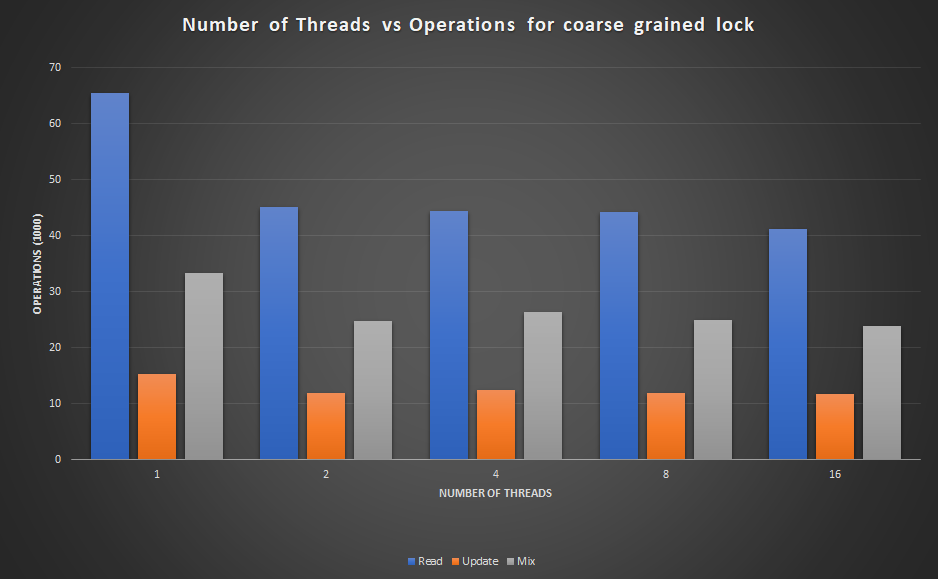 Number of Threads vs Operations for coarse grained lock
70
60
50
40
30
20
10
0
OPERATIONS (1000)
1 2 4 8 16
NUMBER OF THREADS
Read Update Mix